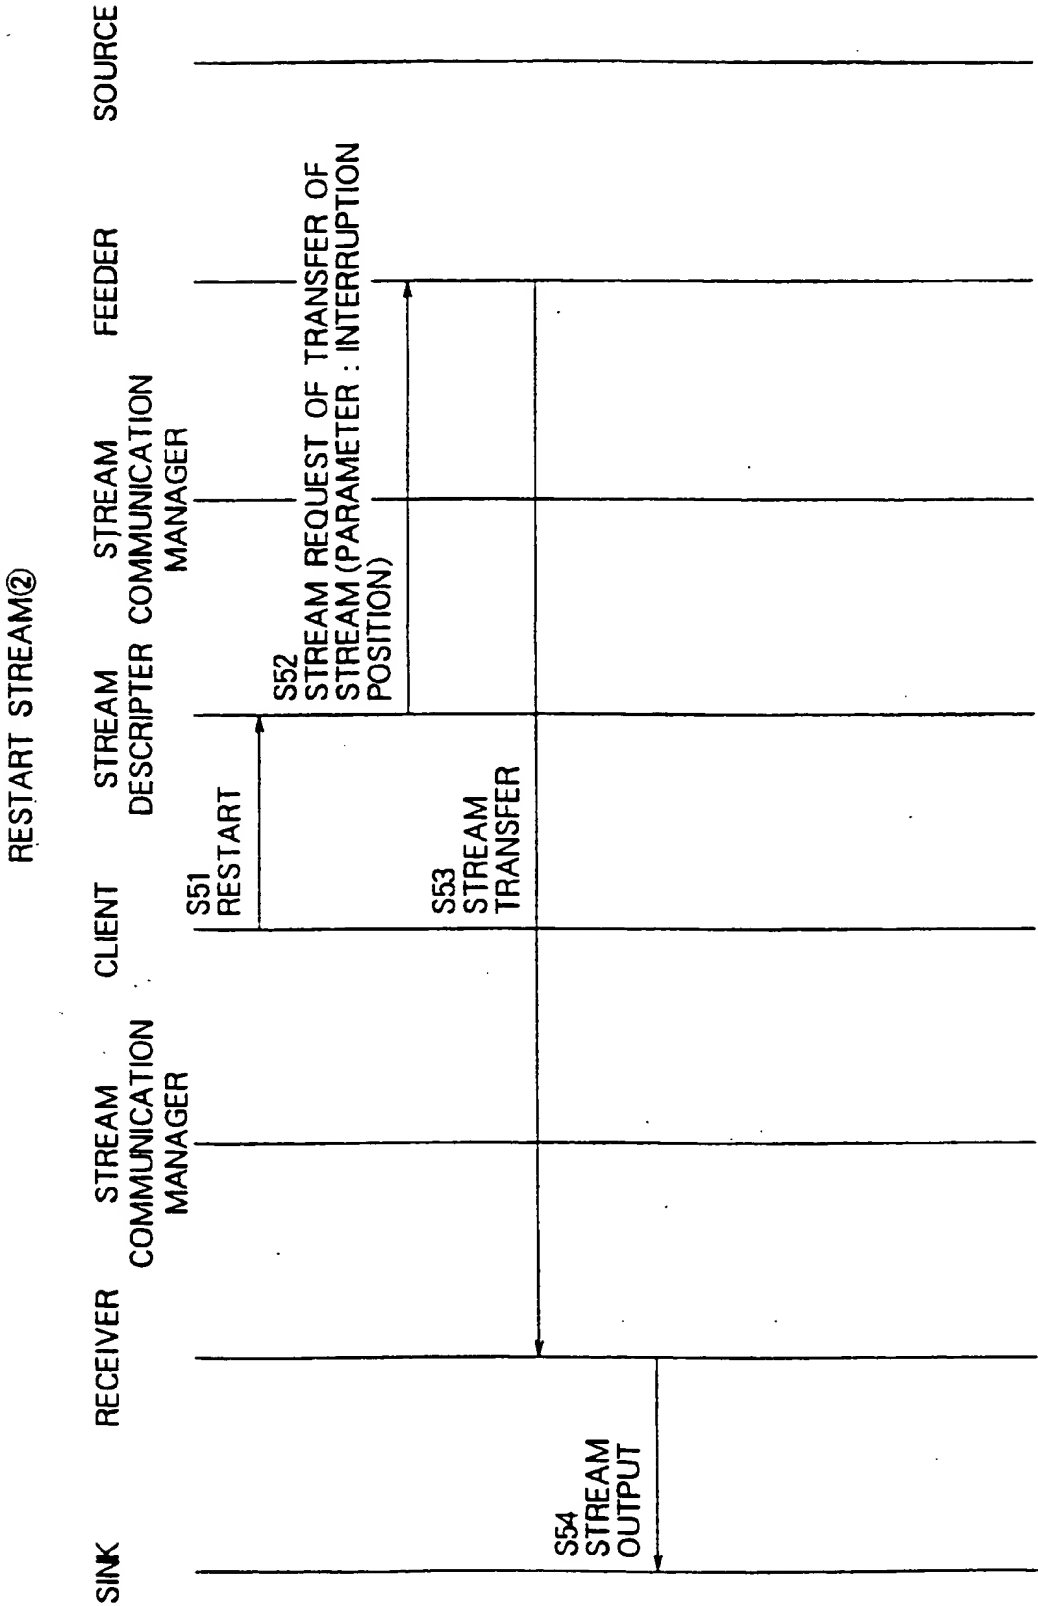 RESTART STREAM②
SINK
RECEIVER
STREAM
COMMUNICATION
MANAGER
CLIENT
STREAM
DESCRIPTER
STREAM
COMMUNICATION
MANAGER
FEEDER
SOURCE
S51
RESTART
S52
STREAM REQUEST OF TRANSFER OF
STREAM (PARAMETER : INTERRUPTION
POSITION)
S53
STREAM
TRANSFER
S54
STREAM
OUTPUT